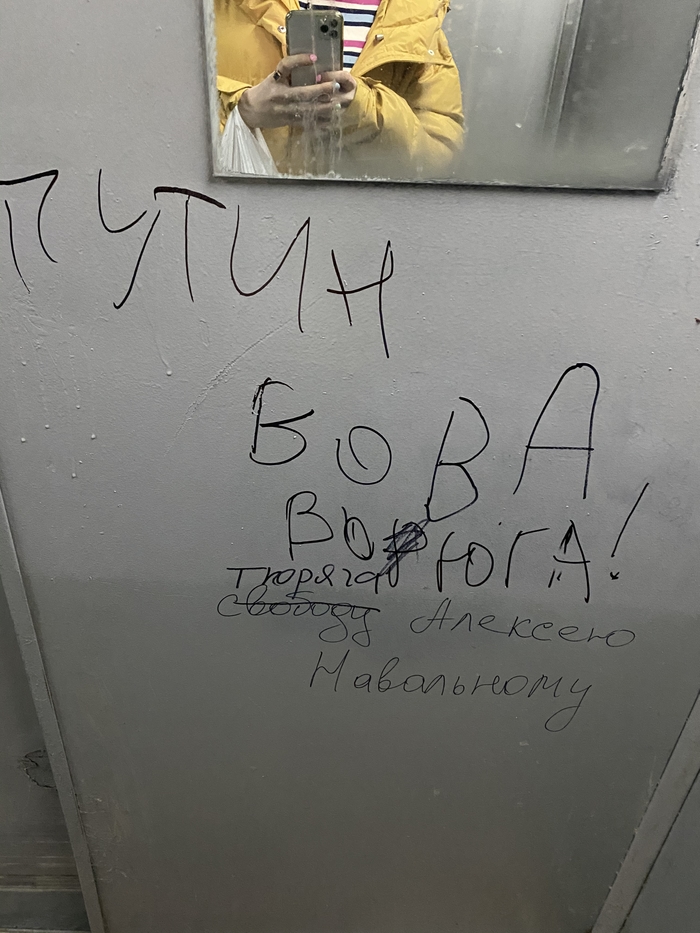 ПУТИН
ВОВА
ВОРЮГА!
тюряга
свободу Алексею
Навальному